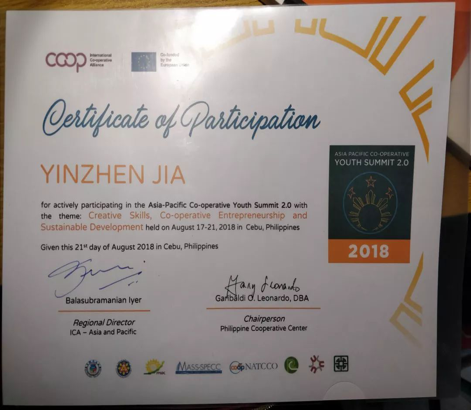 coop
International
Co-operative
Alliance
Co-funded
by the
European Union
Certificate of Participation
YINZHEN JIA
for actively participating in the Asia-Pacific Co-operative Youth Summit 2.0 with
the theme: Creative Skills, Co-operative Entrepreneurship and
Sustainable Development held on August 17-21, 2018 in Cebu, Philippines
Given this 21st day of August 2018 in Cebu, Philippines
ASIA PACIFIC CO-OPERATIVE
YOUTH SUMMIT 2.0
2018
Balasubramanian Iyer
Regional Director
ICA – Asia and Pacific
Garibaldi O. Leonardo, DBA
Chairperson
Philippine Cooperative Center
MASS-SPECC
NATCCO